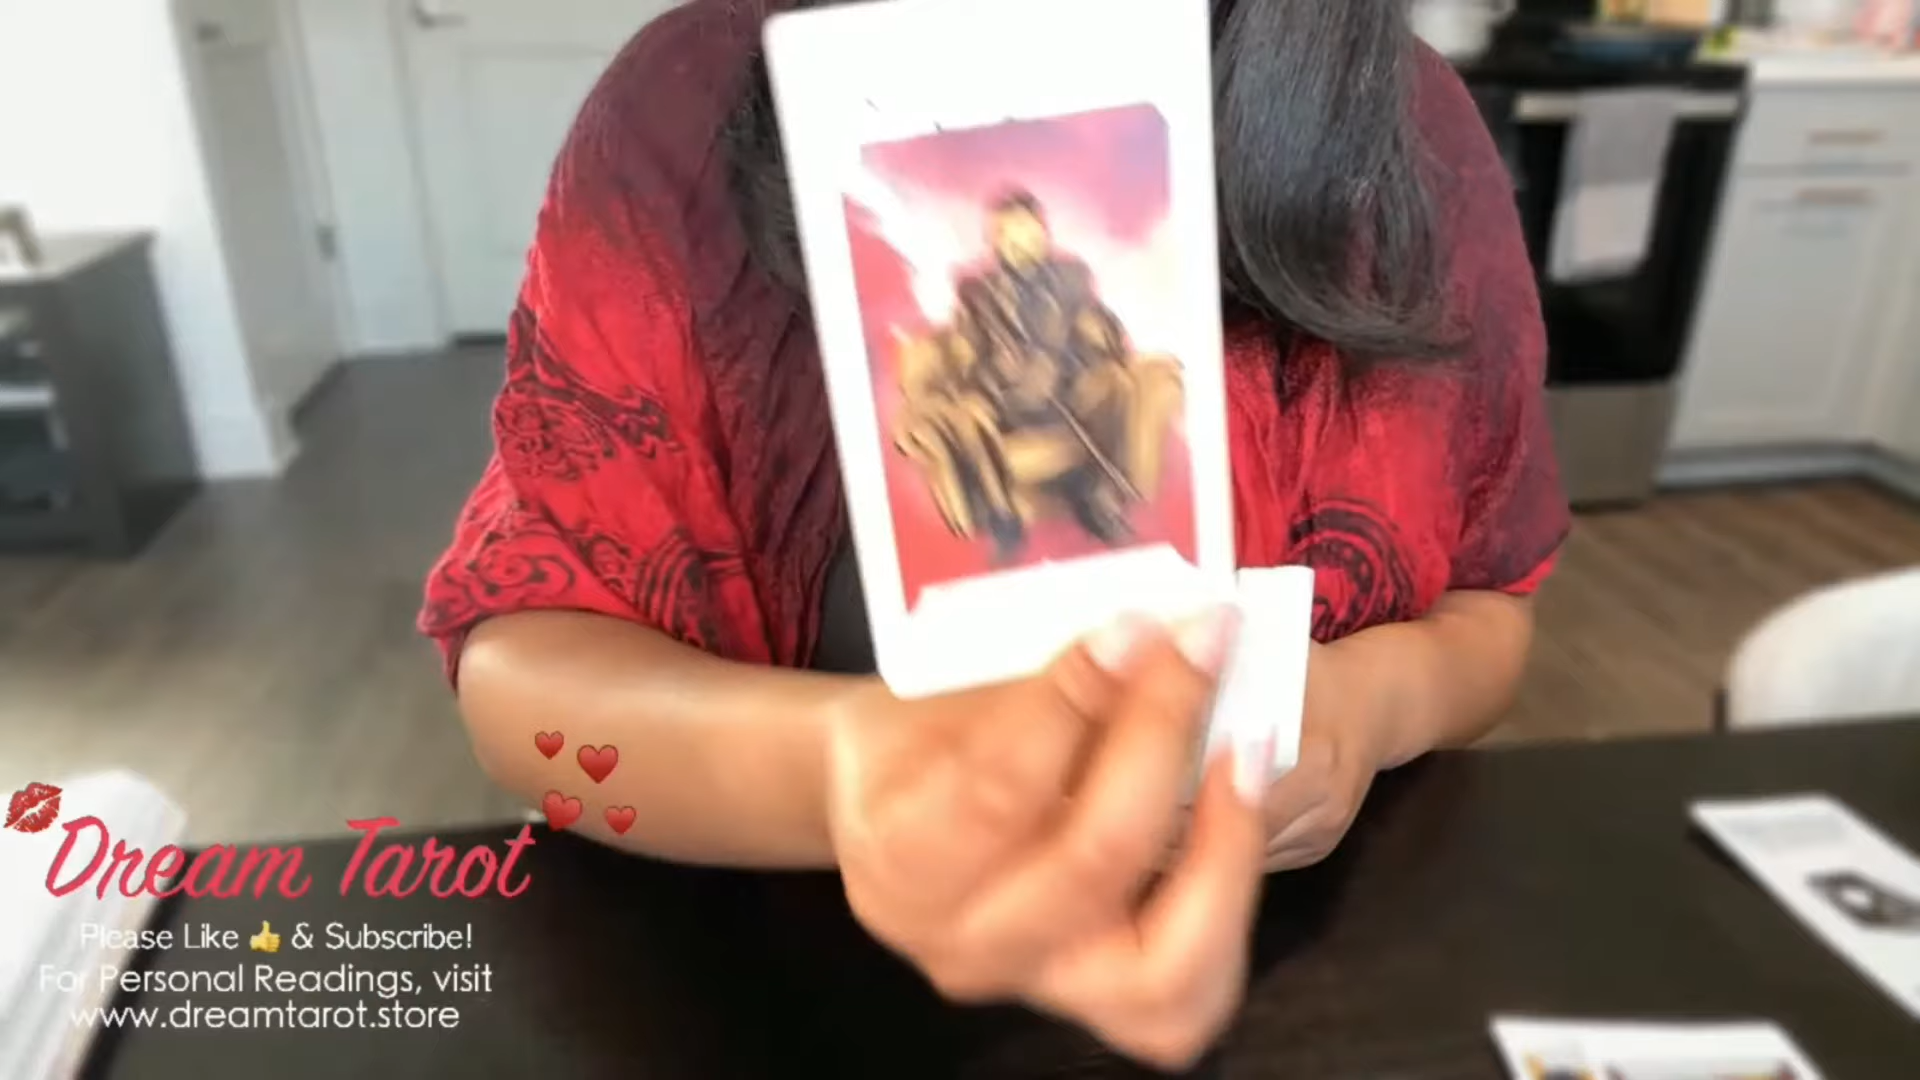 Dream Tarot
Please Like 👍 & Subscribe!
For Personal Readings, visit
www.dreamtarot.store